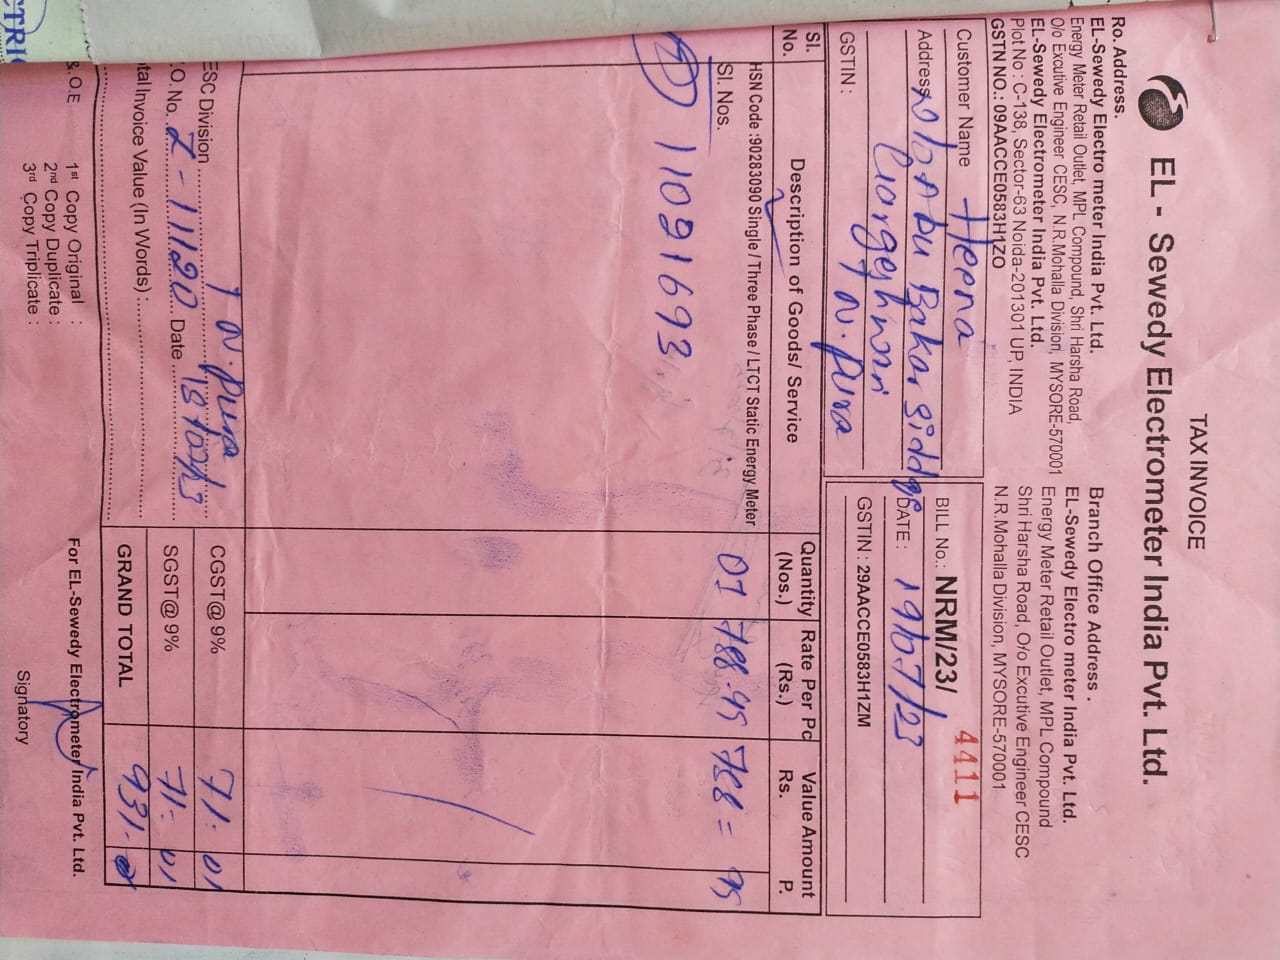 TAX INVOICE
EL - Sewedy Electrometer India Pvt. Ltd.
Ro. Address.
EL-Sewedy Electro meter India Pvt. Ltd.
Energy Meter Retail Outlet, MPL Compound, Shri Harsha Road,
O/o Excutive Engineer CESC, N.R.Mohalla Division, MYSORE-570001
EL-Sewedy Electrometer India Pvt. Ltd.
Plot No : C-138, Sector-63 Noida-201301 UP, INDIA
GSTN NO.: 09AACCE0583H1ZO
Branch Office Address .
EL-Sewedy Electro meter India Pvt. Ltd.
Energy Meter Retail Outlet, MPL Compound
Shri Harsha Road, O/o Excutive Engineer CESC
N.R.Mohalla Division, MYSORE-570001
Customer Name Heena
Address Abu Bakar
N. pura
GSTIN :
BILL No.: NRM/23/ 4411
DATE : 19/07/23
GSTIN : 29AACCE0583H1ZM
Sl. No. Description of Goods/ Service Quantity (Nos.) Rate Per Pc (Rs.) Value Amount Rs. P.
HSN Code :90283090 Single / Three Phase / LTCT Static Energy Meter
Sl. Nos. 01 788.95 788 = 95
11091693
ESC Division N. pura
.O. No. Z-11120 Date
tal Invoice Value (In Words) :
CGST@9% 71. 01
SGST@9% 71. 01
GRAND TOTAL 931.
&.O.E
1st Copy Original :
2nd Copy Duplicate :
3rd Copy Triplicate :
For EL-Sewedy Electrometer India Pvt. Ltd.
Signatory
CTRIC